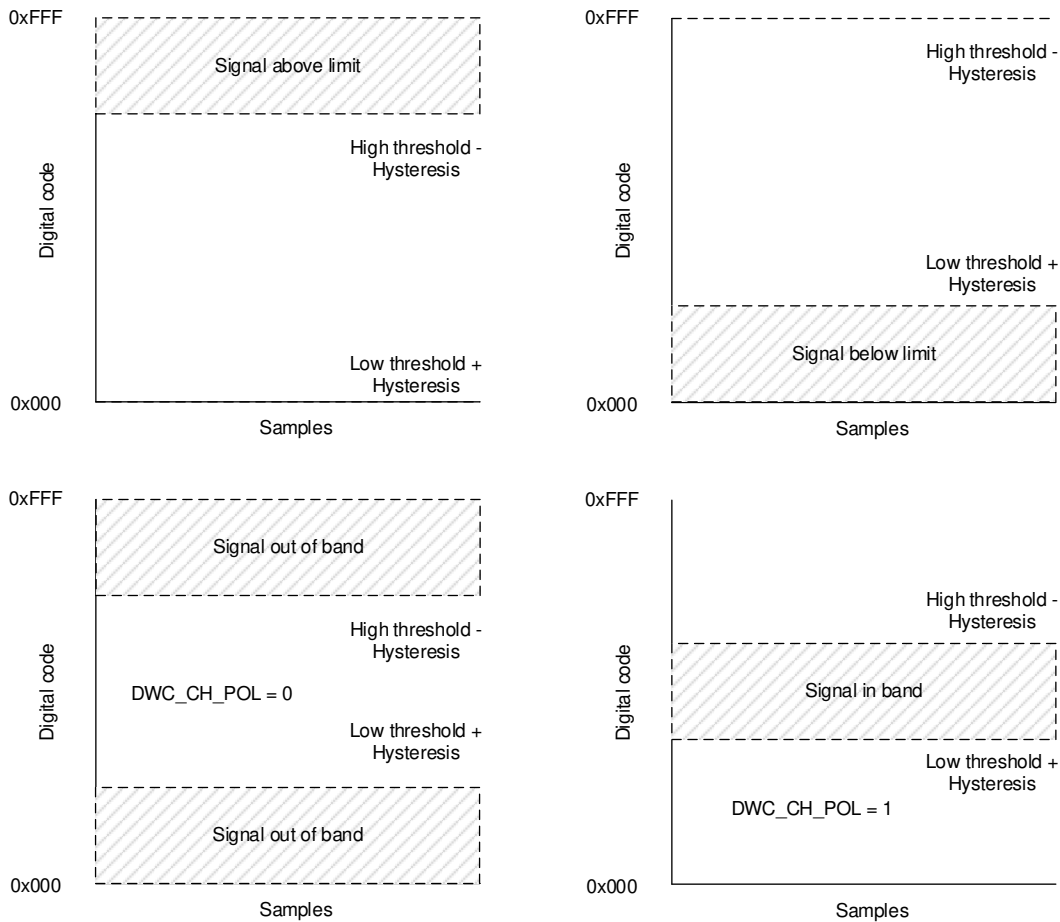 0xFFF
Signal above limit
High threshold -
Hysteresis
Digital code
Low threshold +
Hysteresis
0x000
Samples
0xFFF
High threshold -
Hysteresis
Digital code
Low threshold +
Hysteresis
Signal below limit
0x000
Samples
0xFFF
Signal out of band
High threshold -
Hysteresis
Digital code
DWC_CH_POL = 0
Low threshold +
Hysteresis
Signal out of band
0x000
Samples
0xFFF
High threshold -
Hysteresis
Digital code
Signal in band
Low threshold +
Hysteresis
DWC_CH_POL = 1
0x000
Samples